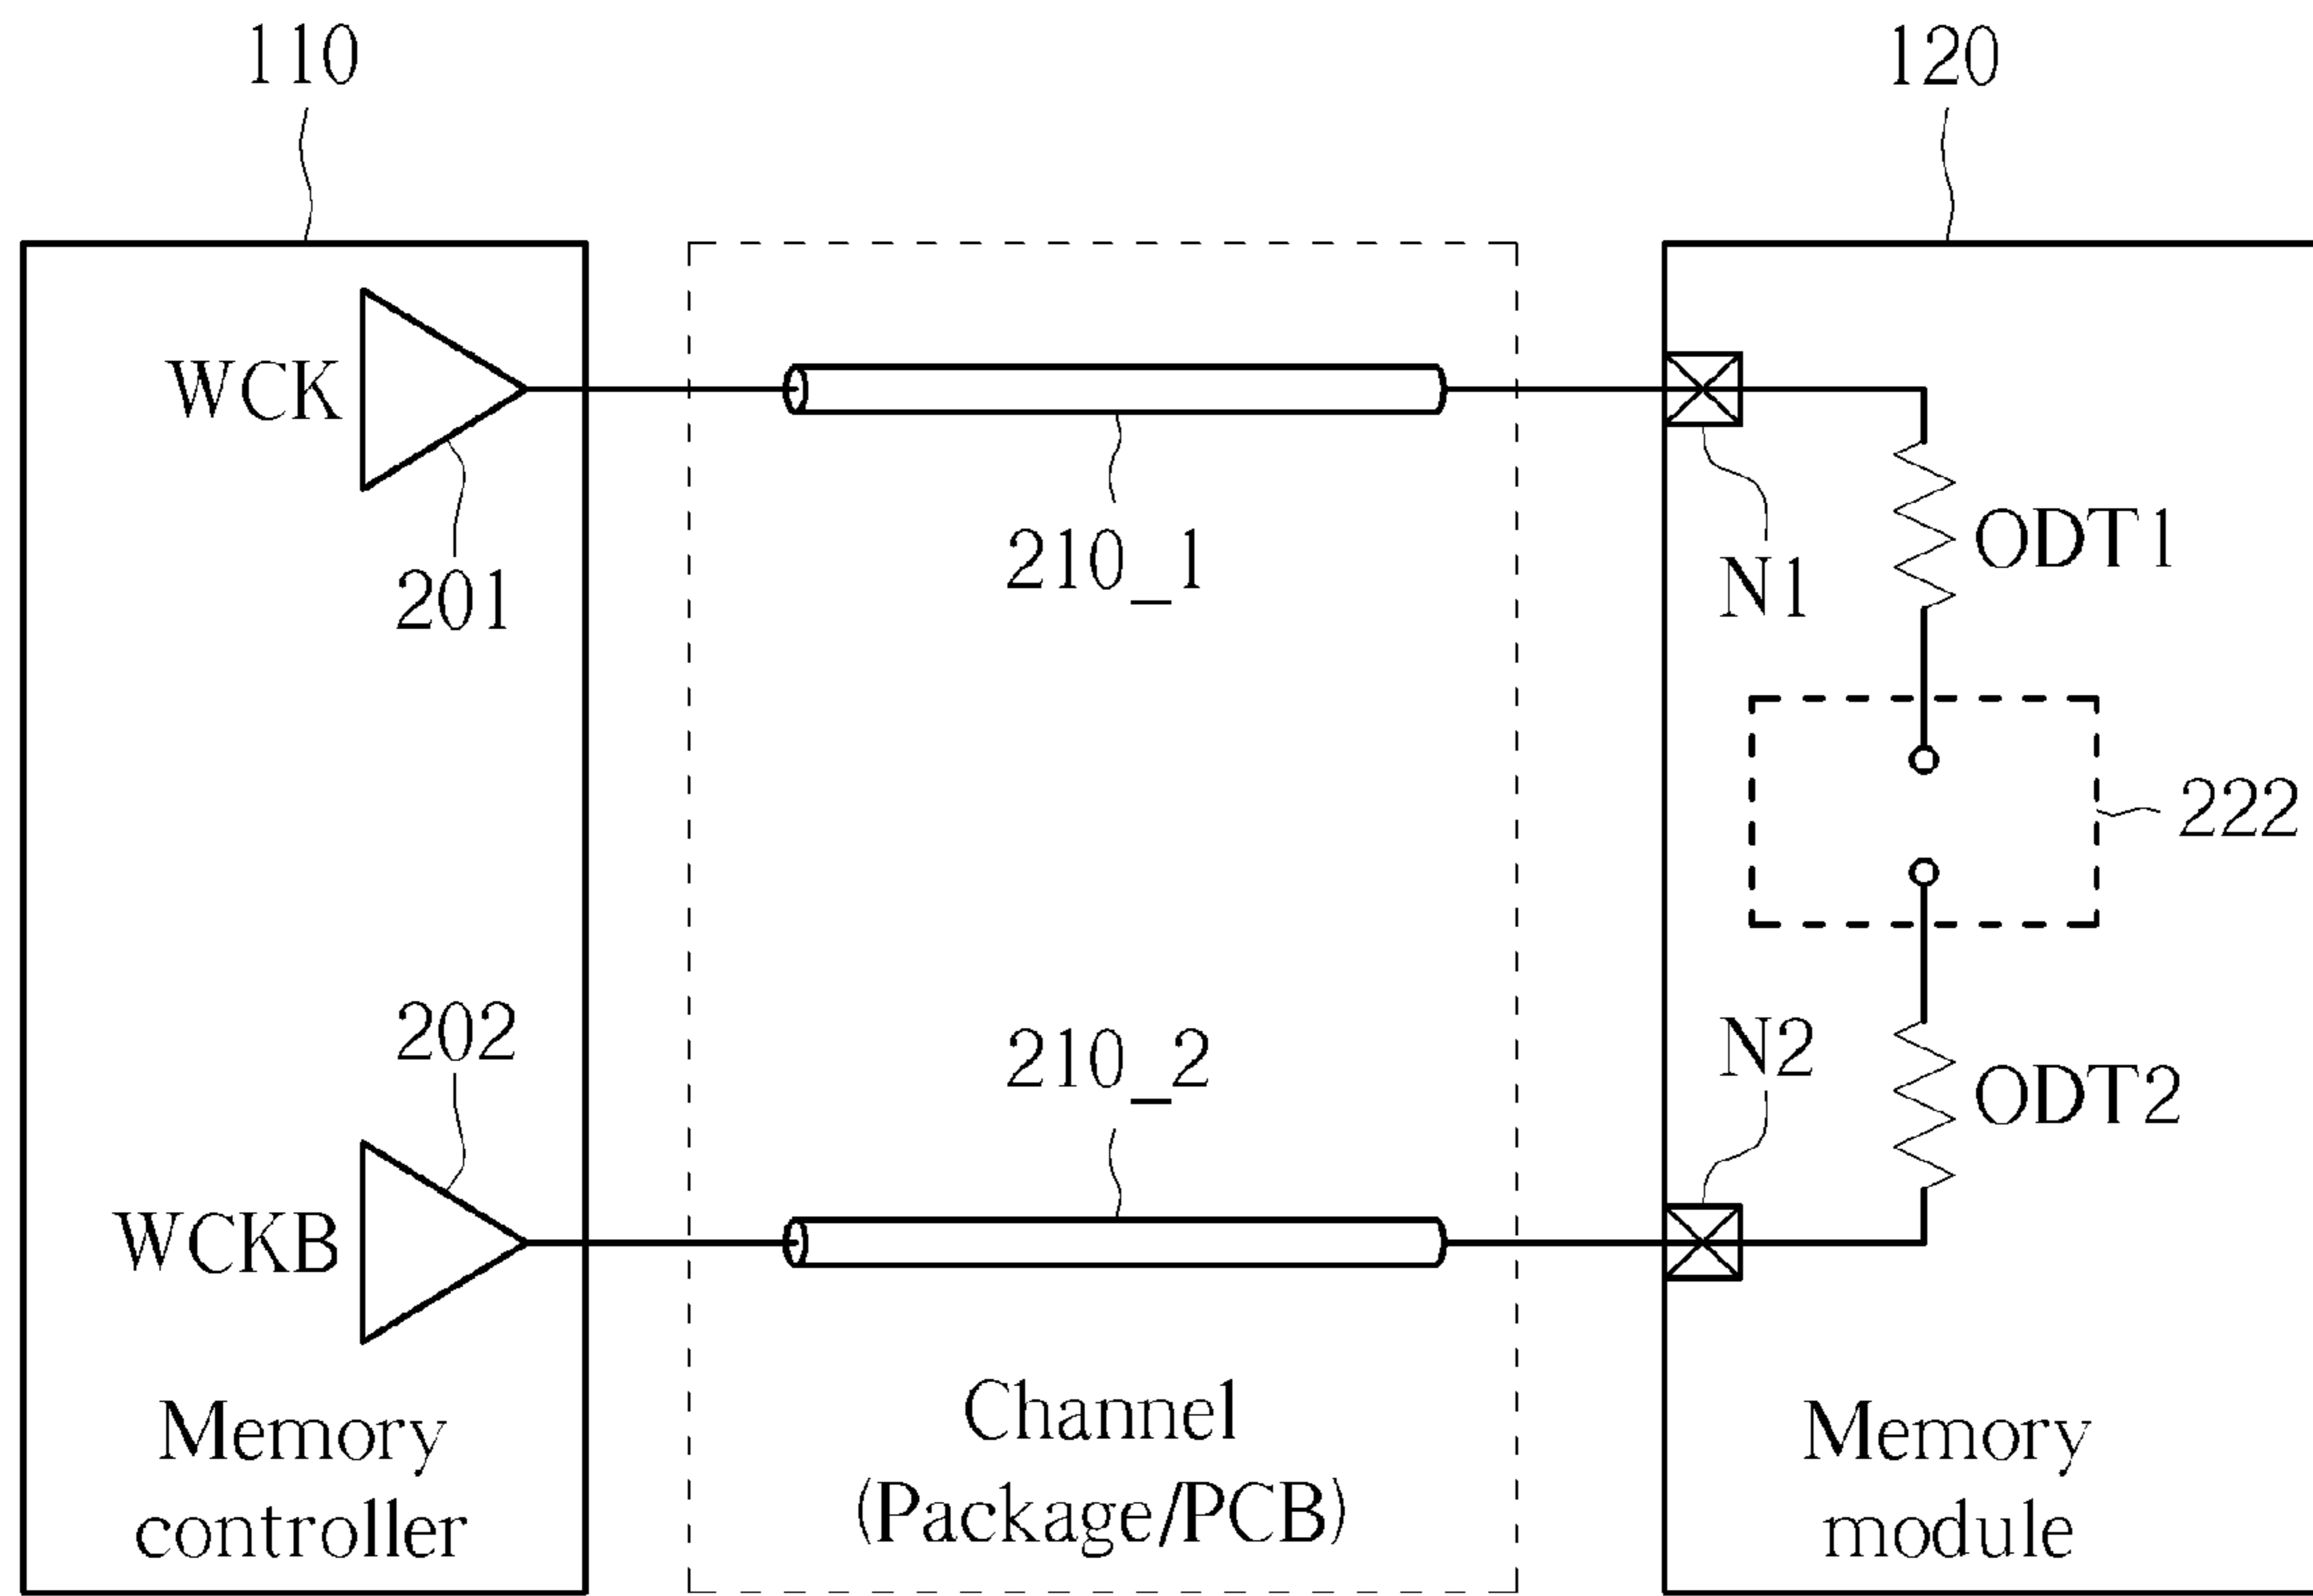 110
120
WCK
201
210_1
N1
ODT1
222
202
210_2
N2
ODT2
WCKB
Memory
controller
Channel
(Package/PCB)
Memory
module